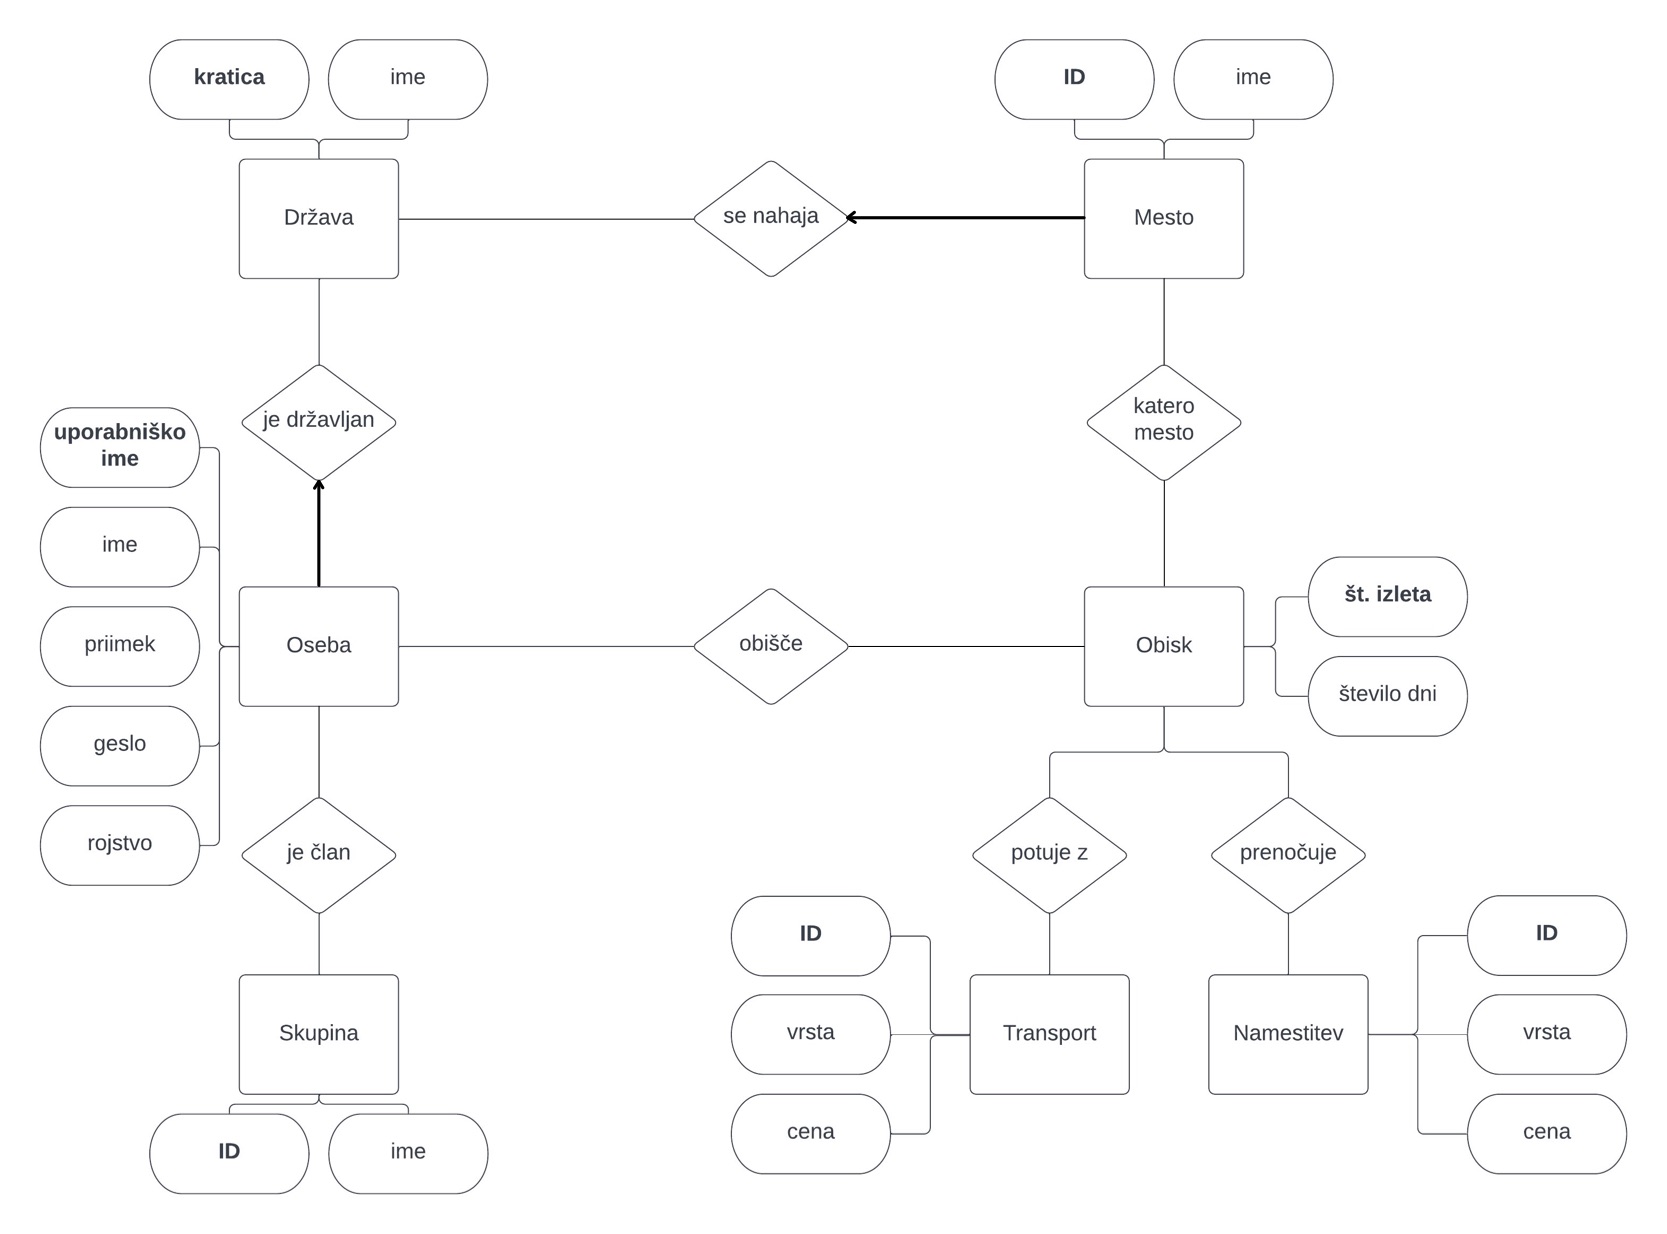 kratica
ime
ID
ime
Država
se nahaja
Mesto
je državljan
katero
mesto
uporabniško
ime
ime
priimek
geslo
rojstvo
Oseba
obišče
Obisk
št. izleta
število dni
je član
potuje z
prenočuje
Skupina
ID
ime
ID
vrsta
cena
Transport
Namestitev
ID
vrsta
cena